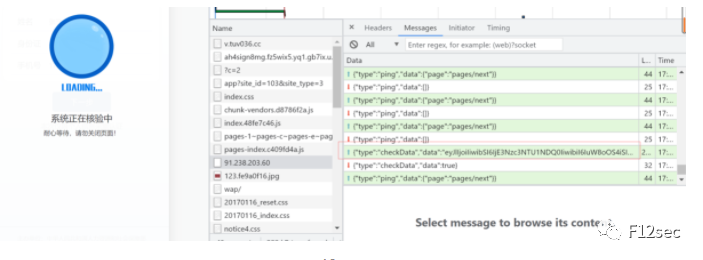 LOADING...
系统正在核验中
耐心等待，请勿关闭页面!
Name
v.tuv036.cc
ah4sign8mg.fz5wix5.yq1.gb7ix.u
?c=2
app?site_id=103&site_type=3
index.css
chunk-vendors.d8786f2a.js
index.48fe7c46.js
pages-1~pages-c~pages-e~pag
pages-index.c409fd4a.js
91.238.203.60
123.fe9a0f16.jpg
wap/
20170116_reset.css
20170116_index.css
notice4.css
× Headers Messages Initiator Timing
All Enter regex, for example: (web)?socket
Data L... Time
{"type":"ping","data":{"page":"pages/next"}} 44 17:...
{"type":"ping","data":{}} 25 17:...
{"type":"ping","data":{"page":"pages/next"}} 44 17:...
{"type":"ping","data":{}} 25 17:...
{"type":"ping","data":{"page":"pages/next"}} 44 17:...
{"type":"ping","data":{}} 25 17:...
{"type":"checkData","data": 2... 17:...
{"type":"checkData","data":true} 32 17:...
{"type":"ping","data":{"page":"pages/next"}} 44 17:...
Select message to browse its conte
F12sec